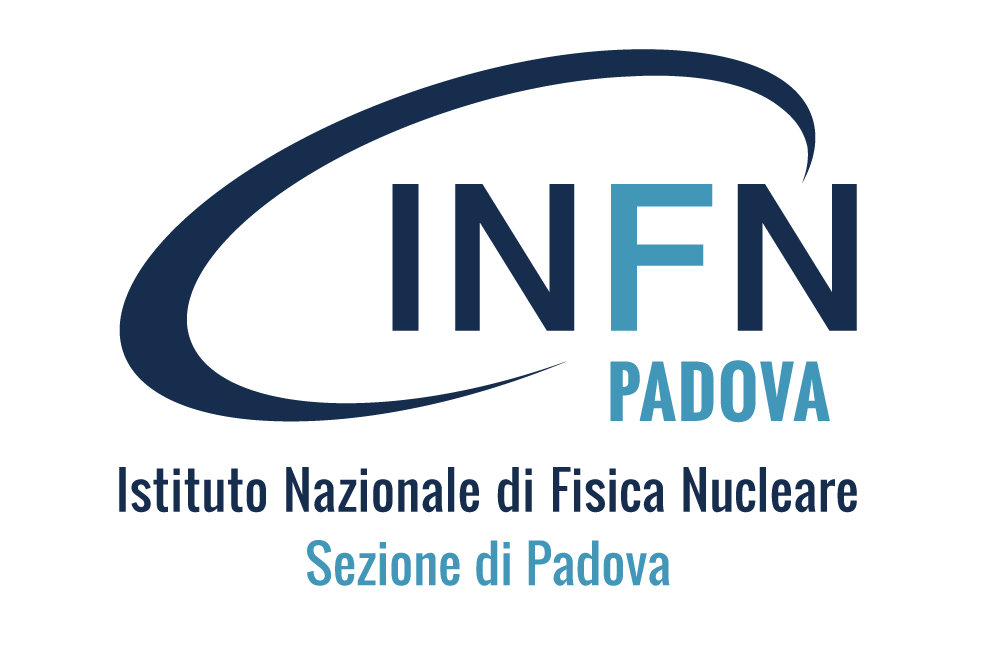 INFN
PADOVA
Istituto Nazionale di Fisica Nucleare
Sezione di Padova